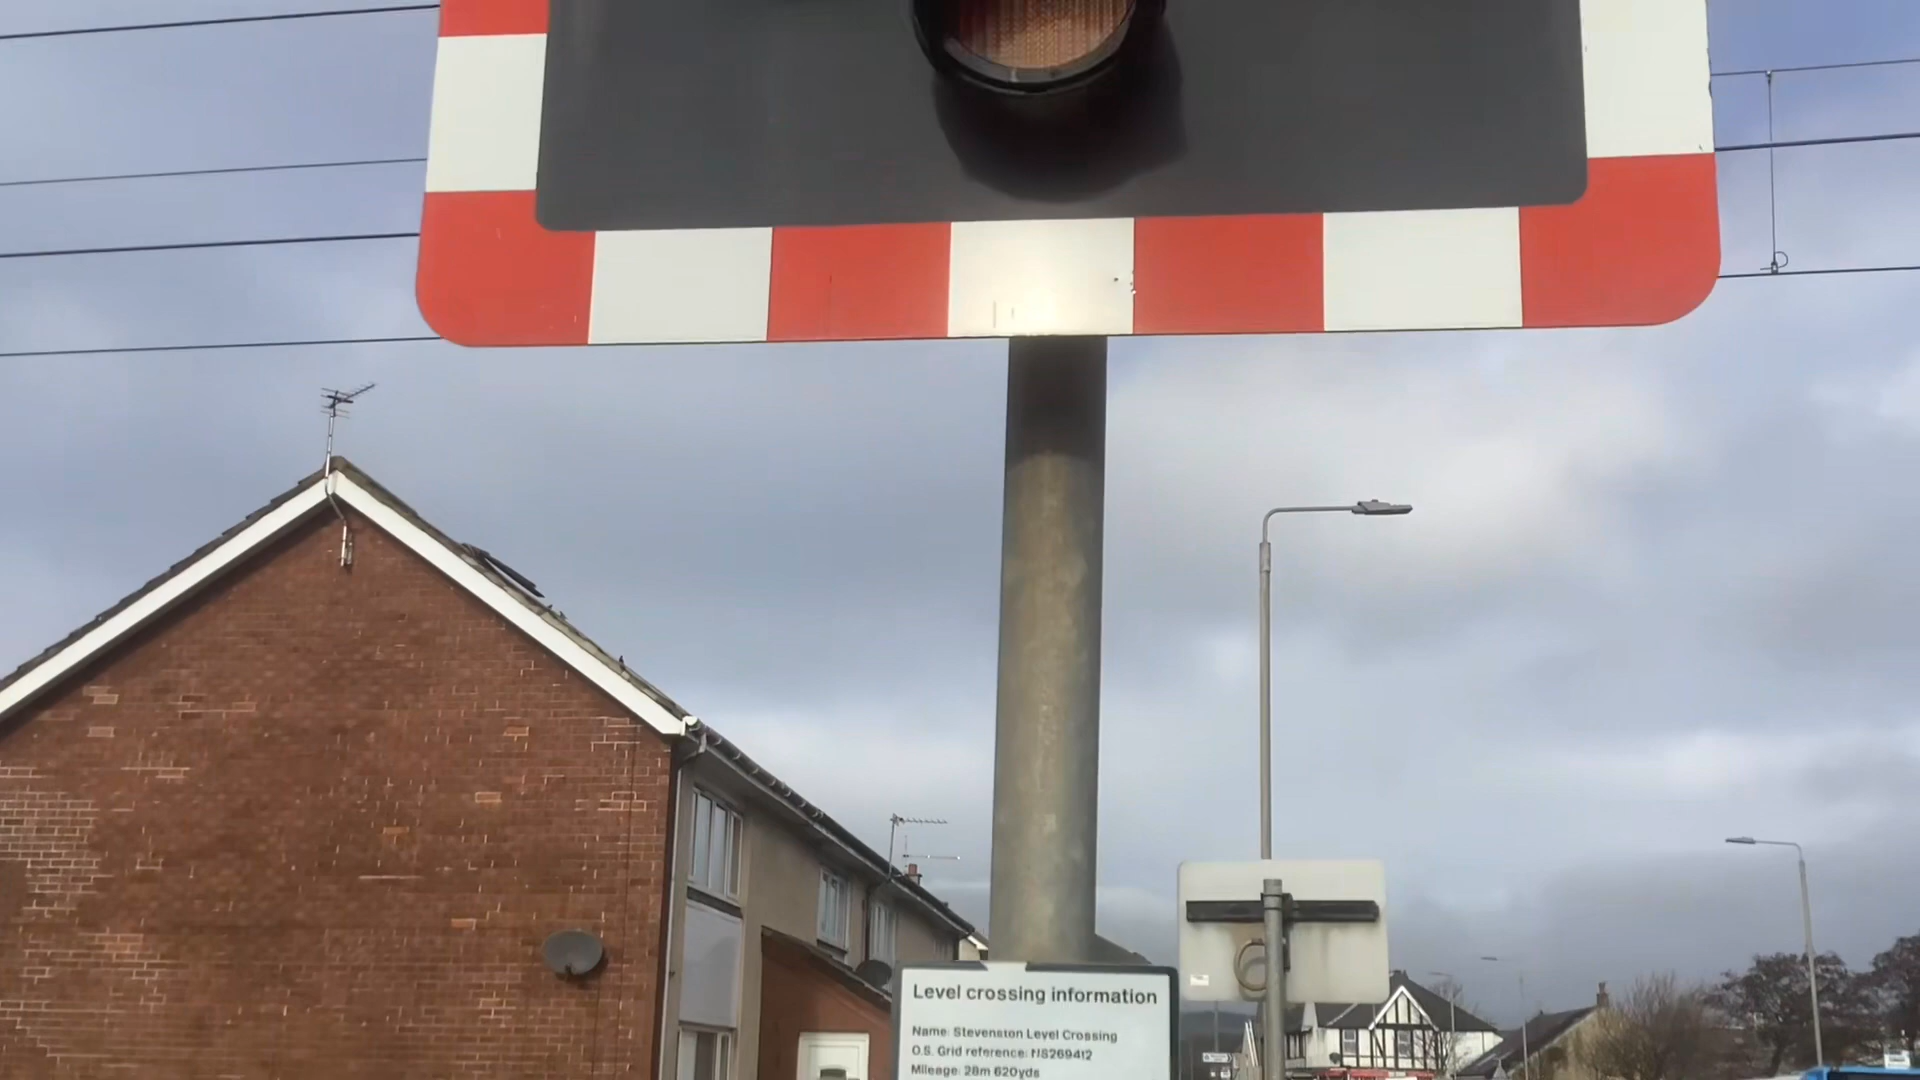 Level crossing information
Name: Stevenston Level Crossing
O.S. Grid reference: NS269412
Mileage: 28m 620yds